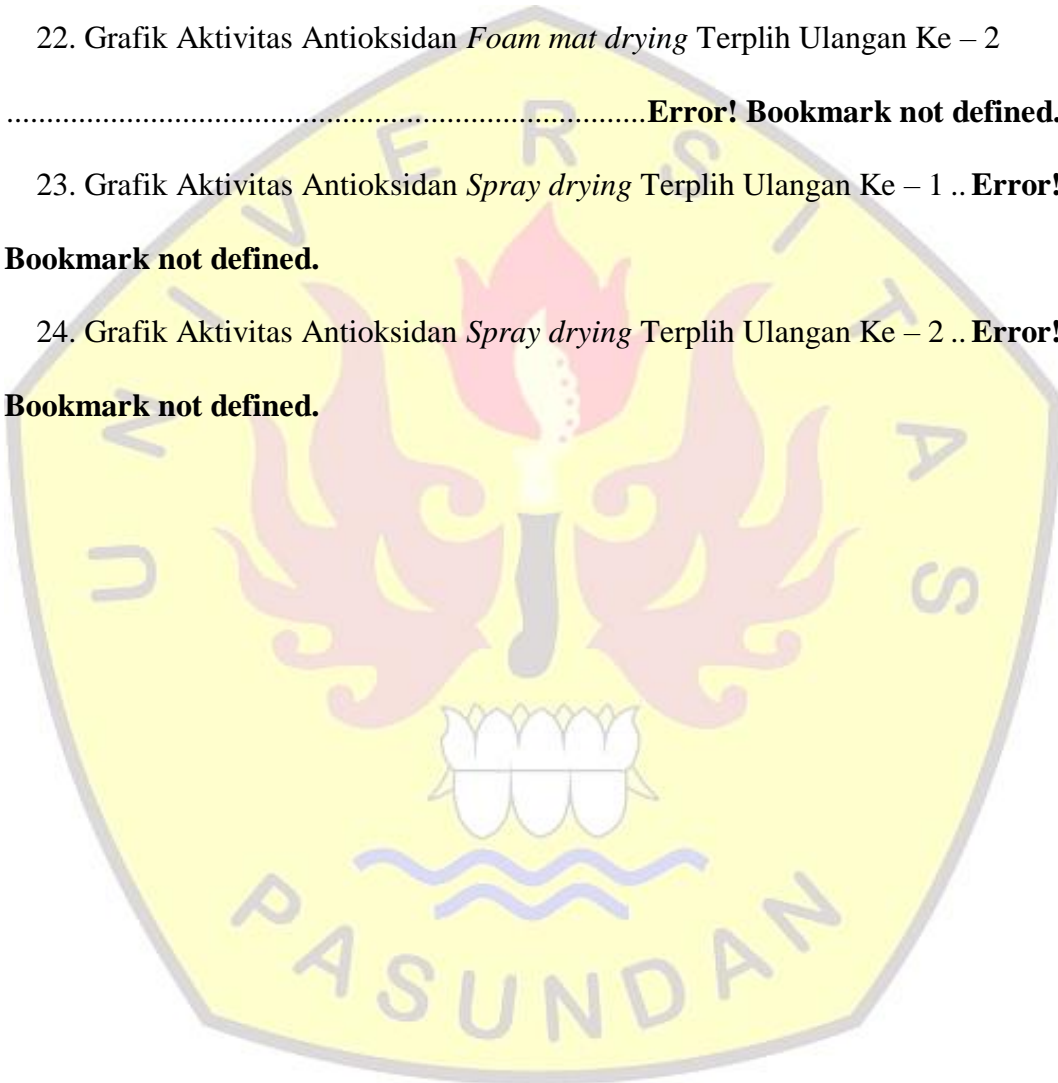 22. Grafik Aktivitas Antioksidan Foam mat drying Terplih Ulangan Ke – 2
................................................................................Error! Bookmark not defined.
23. Grafik Aktivitas Antioksidan Spray drying Terplih Ulangan Ke – 1 .. Error!
Bookmark not defined.
24. Grafik Aktivitas Antioksidan Spray drying Terplih Ulangan Ke – 2 .. Error!
Bookmark not defined.
UNIVERSITAS
PASUNDAN